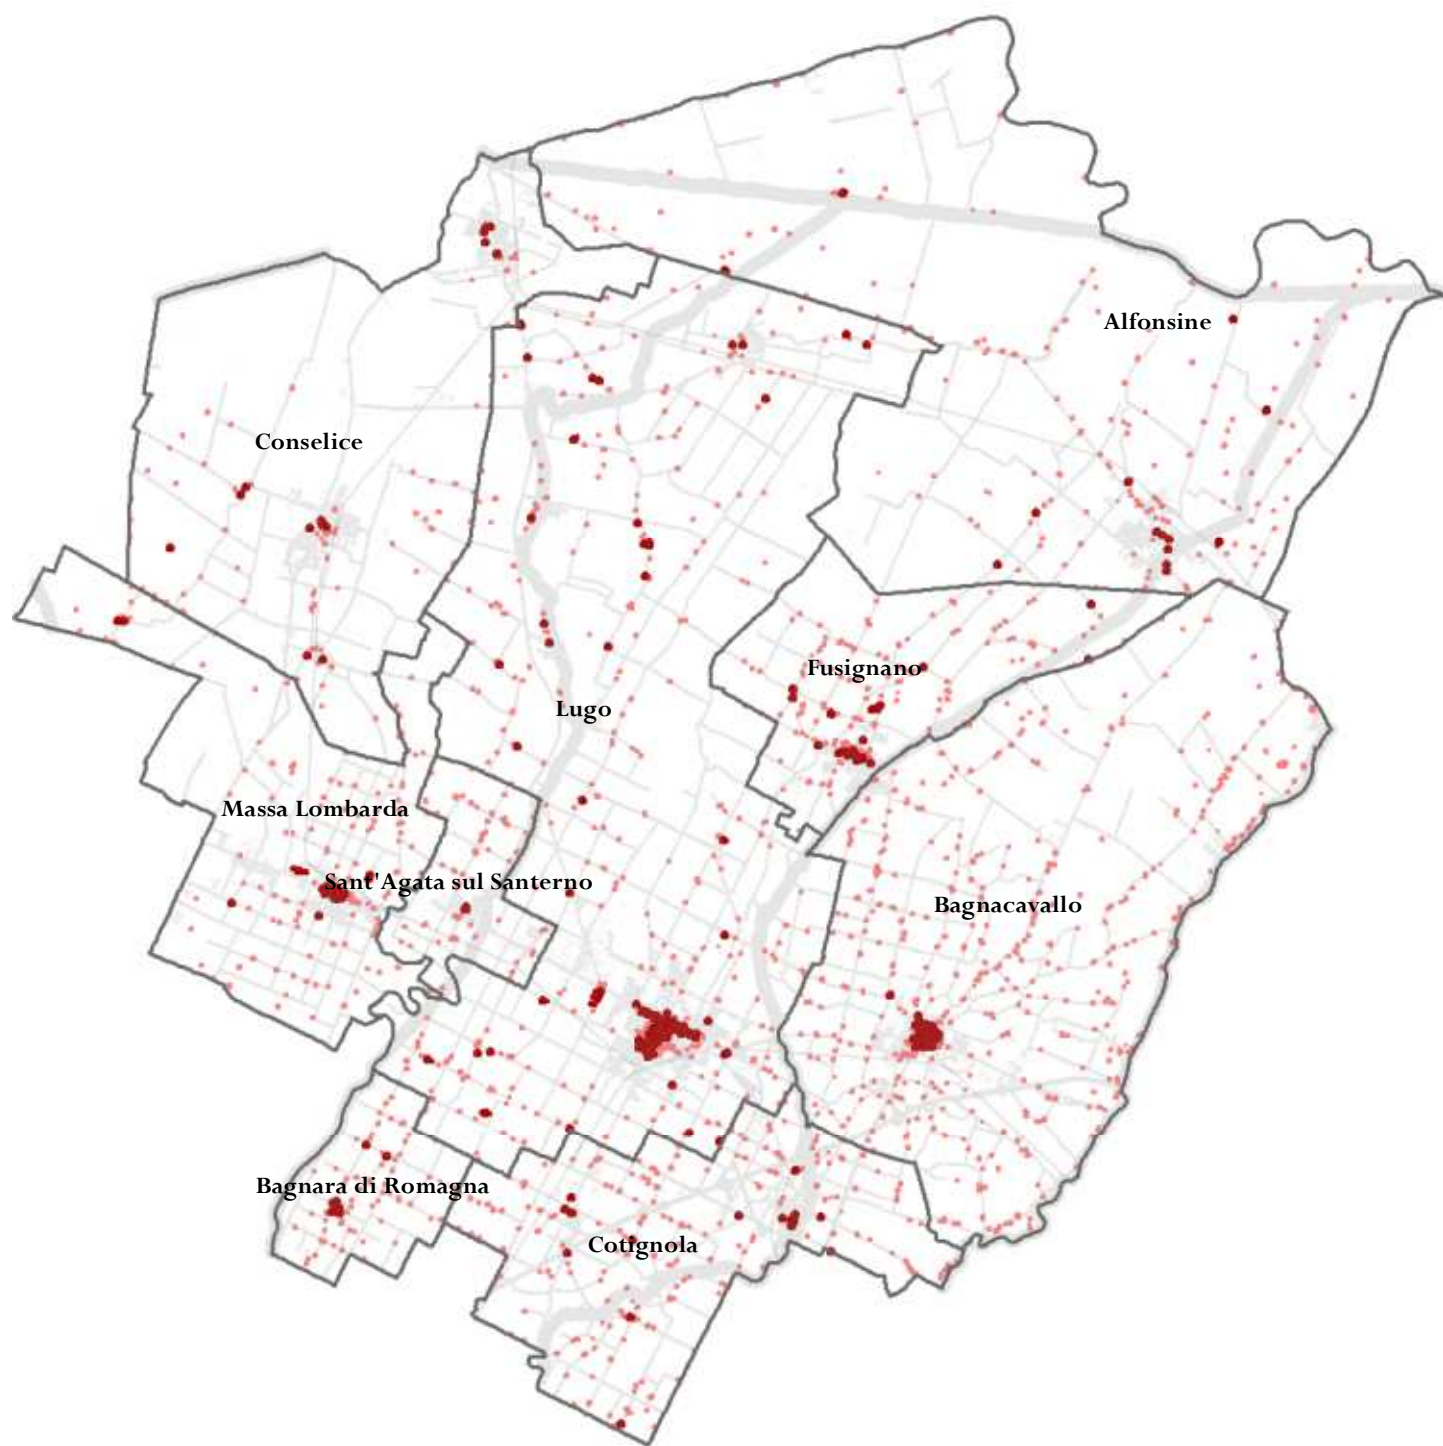 Alfonsine
Conselice
Fusignano
Lugo
Massa Lombarda
Sant'Agata sul Santerno
Bagnacavallo
Bagnara di Romagna
Cotignola